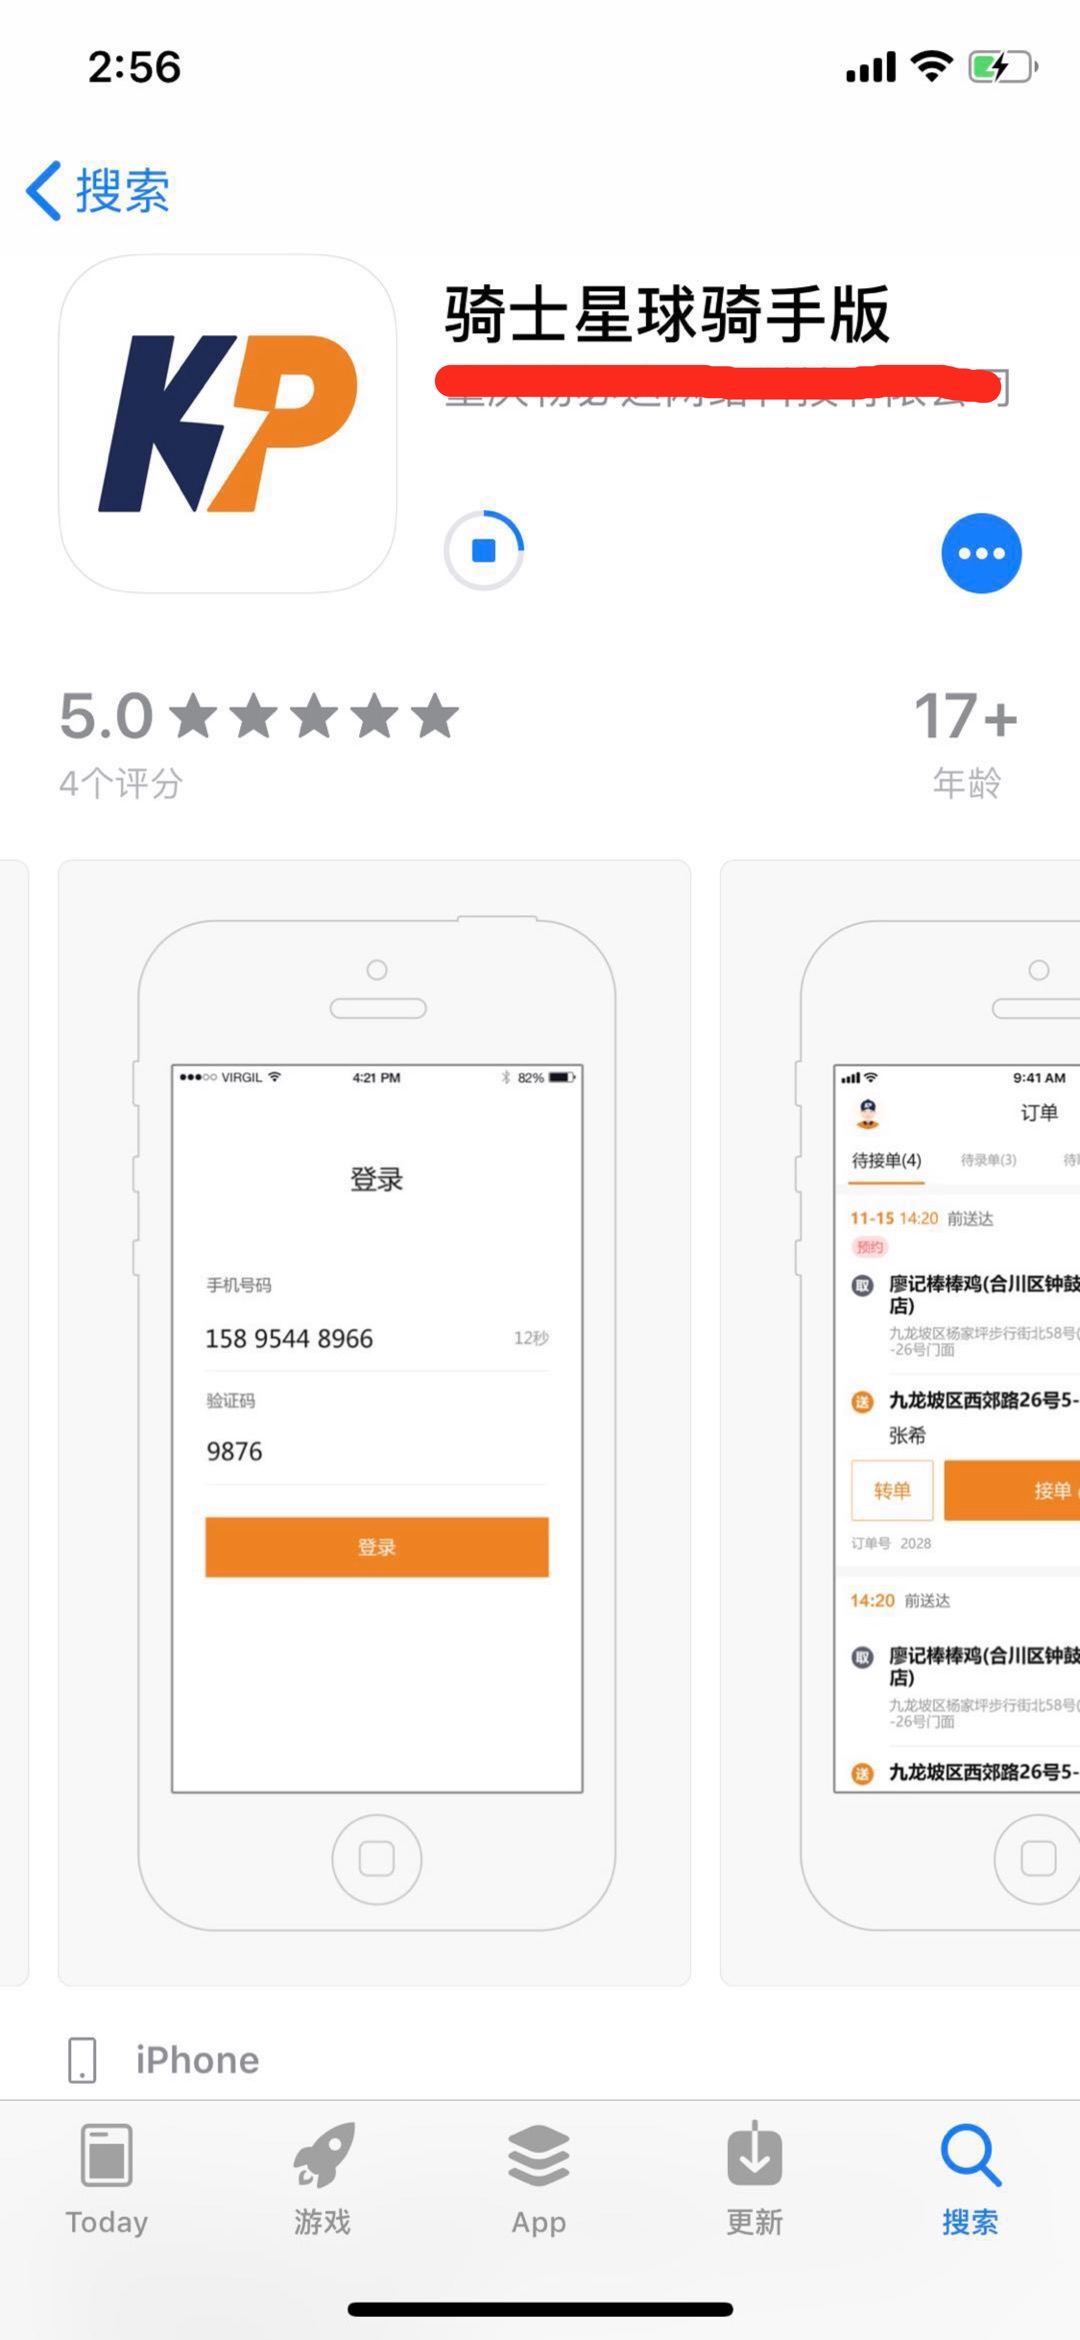 2:56
搜索
KP
骑士星球骑手版
5.0
17+
4个评分
年龄
VIRGIL
4:21 PM
82%
登录
手机号码
158 9544 8966
12秒
验证码
9876
登录
9:41 AM
订单
待接单(4)
待录单(3)
待
11-15 14:20 前送达
预约
取
廖记棒棒鸡(合川区钟鼓
店)
九龙坡区杨家坪步行街北58号(
-26号门面
送
九龙坡区西郊路26号5-
张希
转单
接单
订单号 2028
14:20 前送达
取
廖记棒棒鸡(合川区钟鼓
店)
九龙坡区杨家坪步行街北58号(
-26号门面
送
九龙坡区西郊路26号5-
iPhone
Today
游戏
App
更新
搜索